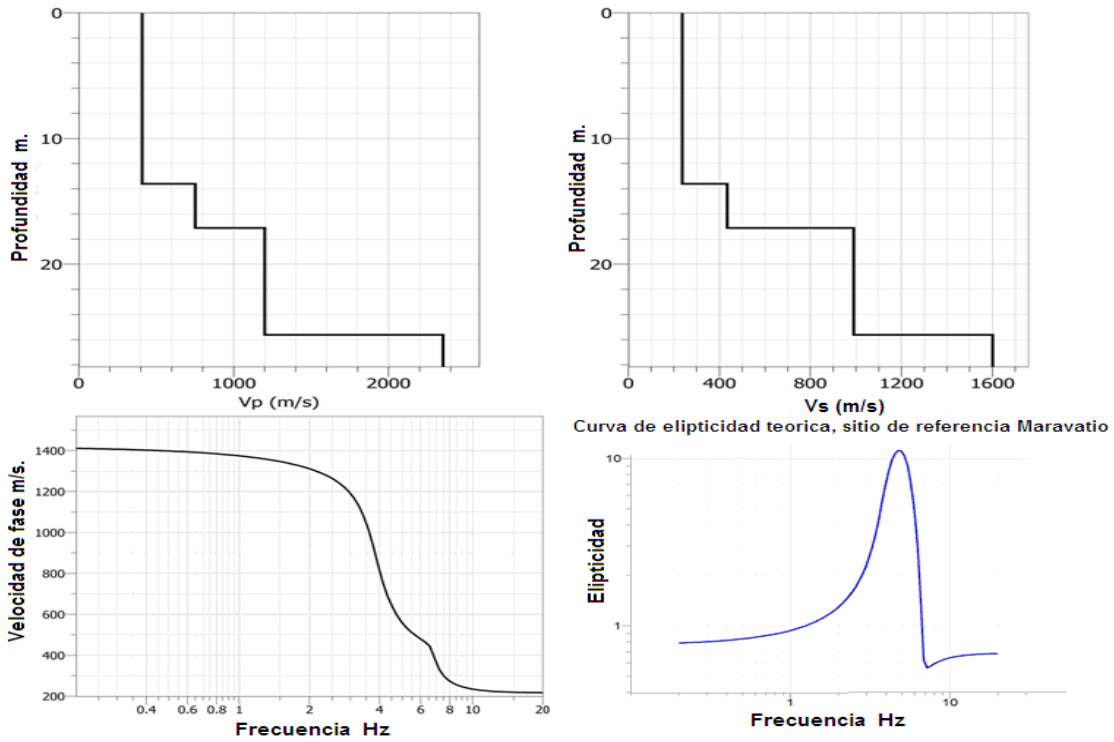 0
10
20
Profundidad m.
0 1000 2000
Vp (m/s)
0
10
20
Profundidad m.
0 400 800 1200 1600
Vs (m/s)
1400
1200
1000
800
600
400
200
Velocidad de fase m/s.
0.4 0.6 0.8 1 2 4 6 8 10 20
Frecuencia Hz
Curva de elipticidad teorica, sitio de referencia Maravatio
10
1
Elipticidad
1 10
Frecuencia Hz